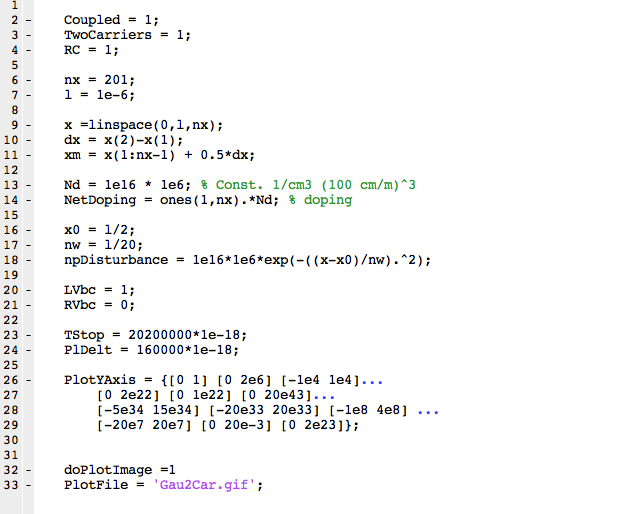 1
2 - Coupled = 1;
3 - TwoCarriers = 1;
4 - RC = 1;
5
6 - nx = 201;
7 - l = 1e-6;
8
9 - x =linspace(0,l,nx);
10 - dx = x(2)-x(1);
11 - xm = x(1:nx-1) + 0.5*dx;
12
13 - Nd = 1e16 * 1e6; % Const. 1/cm3 (100 cm/m)^3
14 - NetDoping = ones(1,nx).*Nd; % doping
15
16 - x0 = l/2;
17 - nw = l/20;
18 - npDisturbance = 1e16*1e6*exp(-((x-x0)/nw).^2);
19
20 - LVbc = 1;
21 - RVbc = 0;
22
23 - TStop = 20200000*1e-18;
24 - PlDelt = 160000*1e-18;
25
26 - PlotYAxis = {[0 1] [0 2e6] [-1e4 1e4]...
27 [0 2e22] [0 1e22] [0 20e43]...
28 [-5e34 15e34] [-20e33 20e33] [-1e8 4e8] ...
29 [-20e7 20e7] [0 20e-3] [0 2e23]};
30
31
32 - doPlotImage =1
33 - PlotFile = 'Gau2Car.gif';